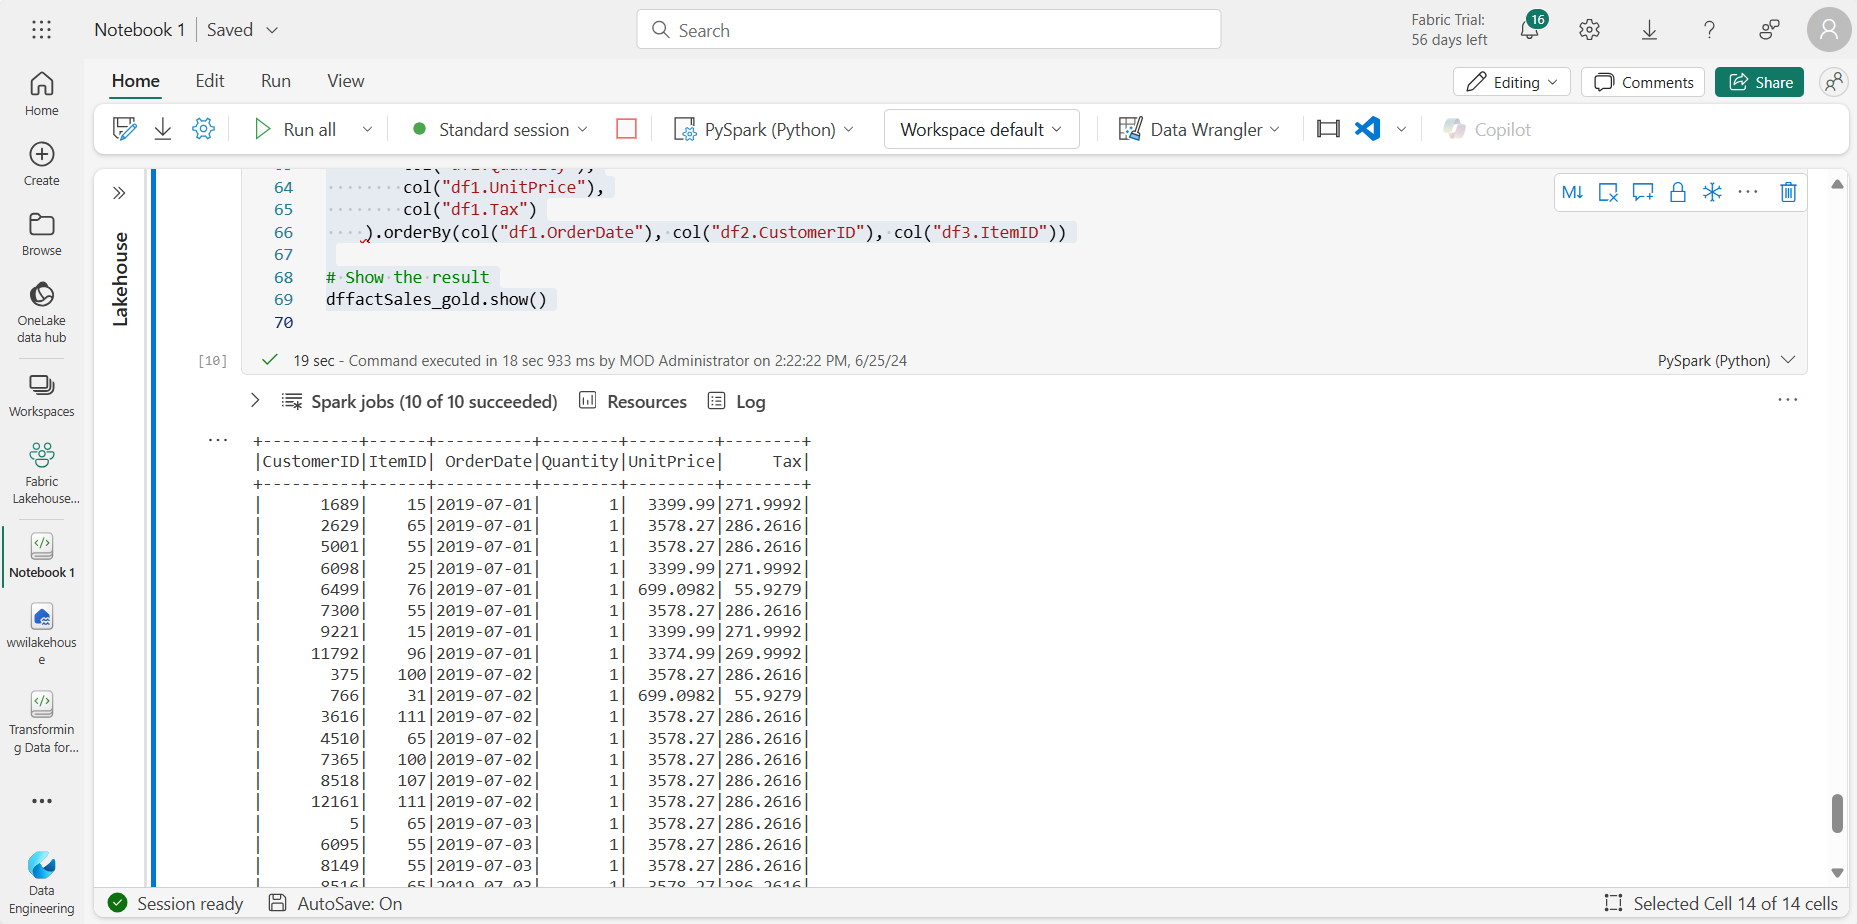 Notebook 1 Saved
Search
Fabric Trial:
56 days left
16
Home
Create
Browse
OneLake
data hub
Workspaces
Fabric
Lakehouse...
Notebook 1
wwilakehous
e
Transformin
g Data for...
Data
Engineering
Home Edit Run View
Editing Comments Share
Run all Standard session PySpark (Python) Workspace default Data Wrangler Copilot
Lakehouse
M↓
64 col("df1.UnitPrice"),
65 col("df1.Tax")
66 ).orderBy(col("df1.OrderDate"), col("df2.CustomerID"), col("df3.ItemID"))
67
68 # Show the result
69 dffactSales_gold.show()
70
[10] 19 sec - Command executed in 18 sec 933 ms by MOD Administrator on 2:22:22 PM, 6/25/24 PySpark (Python)
Spark jobs (10 of 10 succeeded) Resources Log
+----------+------+----------+--------+---------+--------+
|CustomerID|ItemID| OrderDate|Quantity|UnitPrice|     Tax|
+----------+------+----------+--------+---------+--------+
|      1689|    15|2019-07-01|       1|  3399.99|271.9992|
|      2629|    65|2019-07-01|       1|  3578.27|286.2616|
|      5001|    55|2019-07-01|       1|  3578.27|286.2616|
|      6098|    25|2019-07-01|       1|  3399.99|271.9992|
|      6499|    76|2019-07-01|       1| 699.0982| 55.9279|
|      7300|    55|2019-07-01|       1|  3578.27|286.2616|
|      9221|    15|2019-07-01|       1|  3399.99|271.9992|
|     11792|    96|2019-07-01|       1|  3374.99|269.9992|
|       375|   100|2019-07-02|       1|  3578.27|286.2616|
|       766|    31|2019-07-02|       1| 699.0982| 55.9279|
|      3616|   111|2019-07-02|       1|  3578.27|286.2616|
|      4510|    65|2019-07-02|       1|  3578.27|286.2616|
|      7365|   100|2019-07-02|       1|  3578.27|286.2616|
|      8518|   107|2019-07-02|       1|  3578.27|286.2616|
|     12161|   111|2019-07-02|       1|  3578.27|286.2616|
|         5|    65|2019-07-03|       1|  3578.27|286.2616|
|      6095|    55|2019-07-03|       1|  3578.27|286.2616|
|      8149|    55|2019-07-03|       1|  3578.27|286.2616|
Session ready AutoSave: On Selected Cell 14 of 14 cells